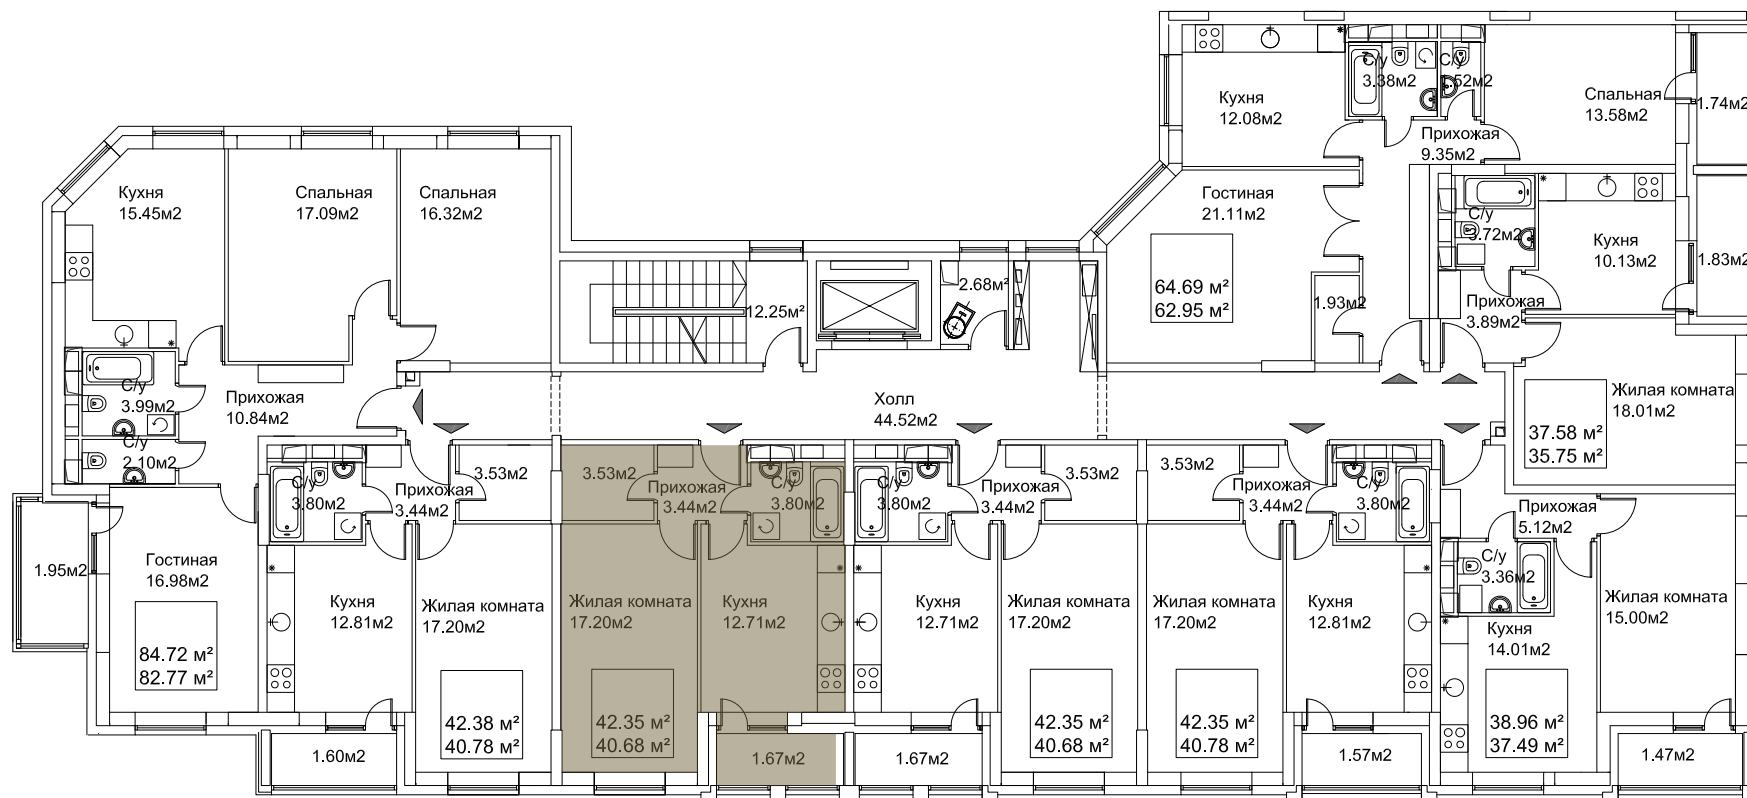 Кухня
12.08м2
С/у
3.38м2
С/у
.52м2
Спальная
13.58м2
1.74м2
Прихожая
9.35м2
Кухня
15.45м2
Спальная
17.09м2
Спальная
16.32м2
Гостиная
21.11м2
С/у
3.72м2
Кухня
10.13м2
1.83м2
64.69 м²
62.95 м²
1.93м2
Прихожая
3.89м2
12.25м²
2.68м²
С/у
3.99м2
Прихожая
10.84м2
Холл
44.52м2
Жилая комната
18.01м2
37.58 м²
35.75 м²
С/у
2.10м2
С/у
3.80м2
Прихожая
3.44м2
3.53м2
3.53м2
Прихожая
3.44м2
С/у
3.80м2
С/у
3.80м2
Прихожая
3.44м2
3.53м2
3.53м2
Прихожая
3.44м2
С/у
3.80м2
Прихожая
5.12м2
С/у
3.36м2
1.95м2
Гостиная
16.98м2
84.72 м²
82.77 м²
Кухня
12.81м2
Жилая комната
17.20м2
Жилая комната
17.20м2
Кухня
12.71м2
Кухня
12.71м2
Жилая комната
17.20м2
Жилая комната
17.20м2
Кухня
12.81м2
Кухня
14.01м2
Жилая комната
15.00м2
42.38 м²
40.78 м²
42.35 м²
40.68 м²
42.35 м²
40.68 м²
42.35 м²
40.78 м²
38.96 м²
37.49 м²
1.60м2
1.67м2
1.67м2
1.57м2
1.47м2